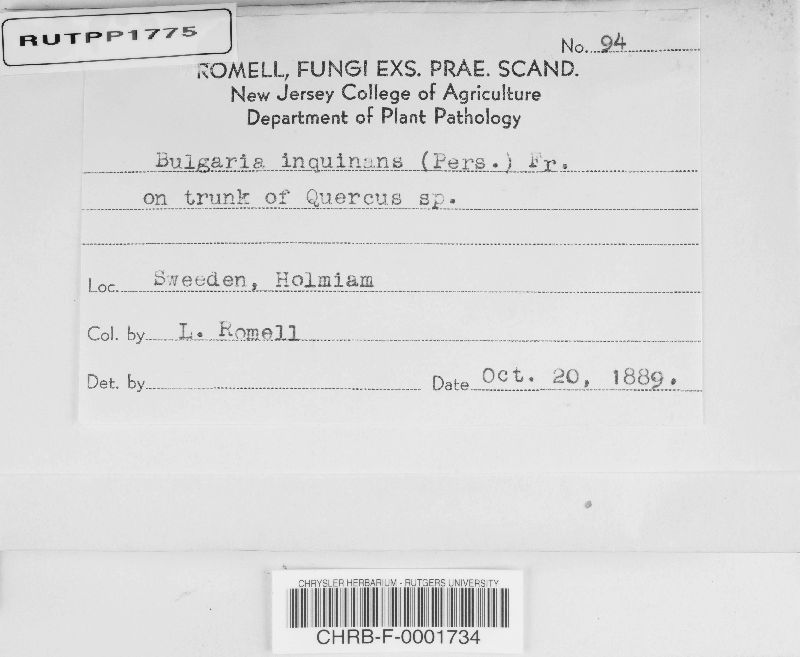 RUTPP1775
No. 94
ROMELL, FUNGI EXS. PRAE. SCAND.
New Jersey College of Agriculture
Department of Plant Pathology
Bulgaria inquinans (Pers.) Fr.
on trunk of Quercus sp.
Loc. Sweeden, Holmiam
Col. by L. Romell
Det. by
Date Oct. 20, 1889.
CHRYSLER HERBARIUM - RUTGERS UNIVERSITY
CHRB-F-0001734